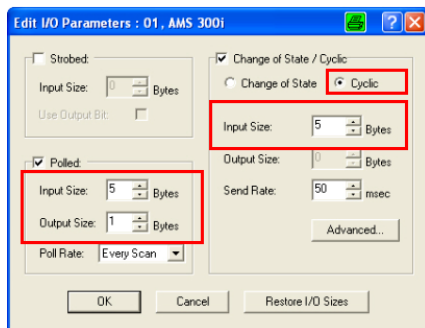 Edit I/O Parameters : 01, AMS 300i
Strobed:
Input Size: 0 Bytes
Use Output Bit:
Polled:
Input Size: 5 Bytes
Output Size: 1 Bytes
Poll Rate: Every Scan
Change of State / Cyclic
Change of State Cyclic
Input Size: 5 Bytes
Output Size: 0 Bytes
Send Rate: 50 msec
Advanced...
OK Cancel Restore I/O Sizes